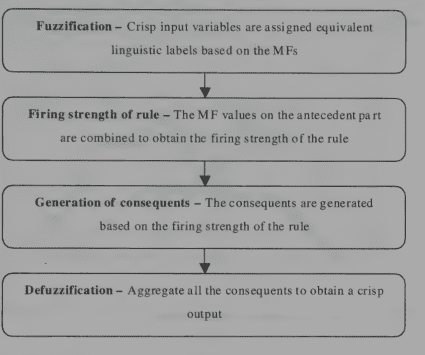 Fuzzification – Crisp input variables are assigned equivalent
linguistic labels based on the MFs
Firing strength of rule – The MF values on the antecedent part
are combined to obtain the firing strength of the rule
Generation of consequents – The consequents are generated
based on the firing strength of the rule
Defuzzification – Aggregate all the consequents to obtain a crisp
output